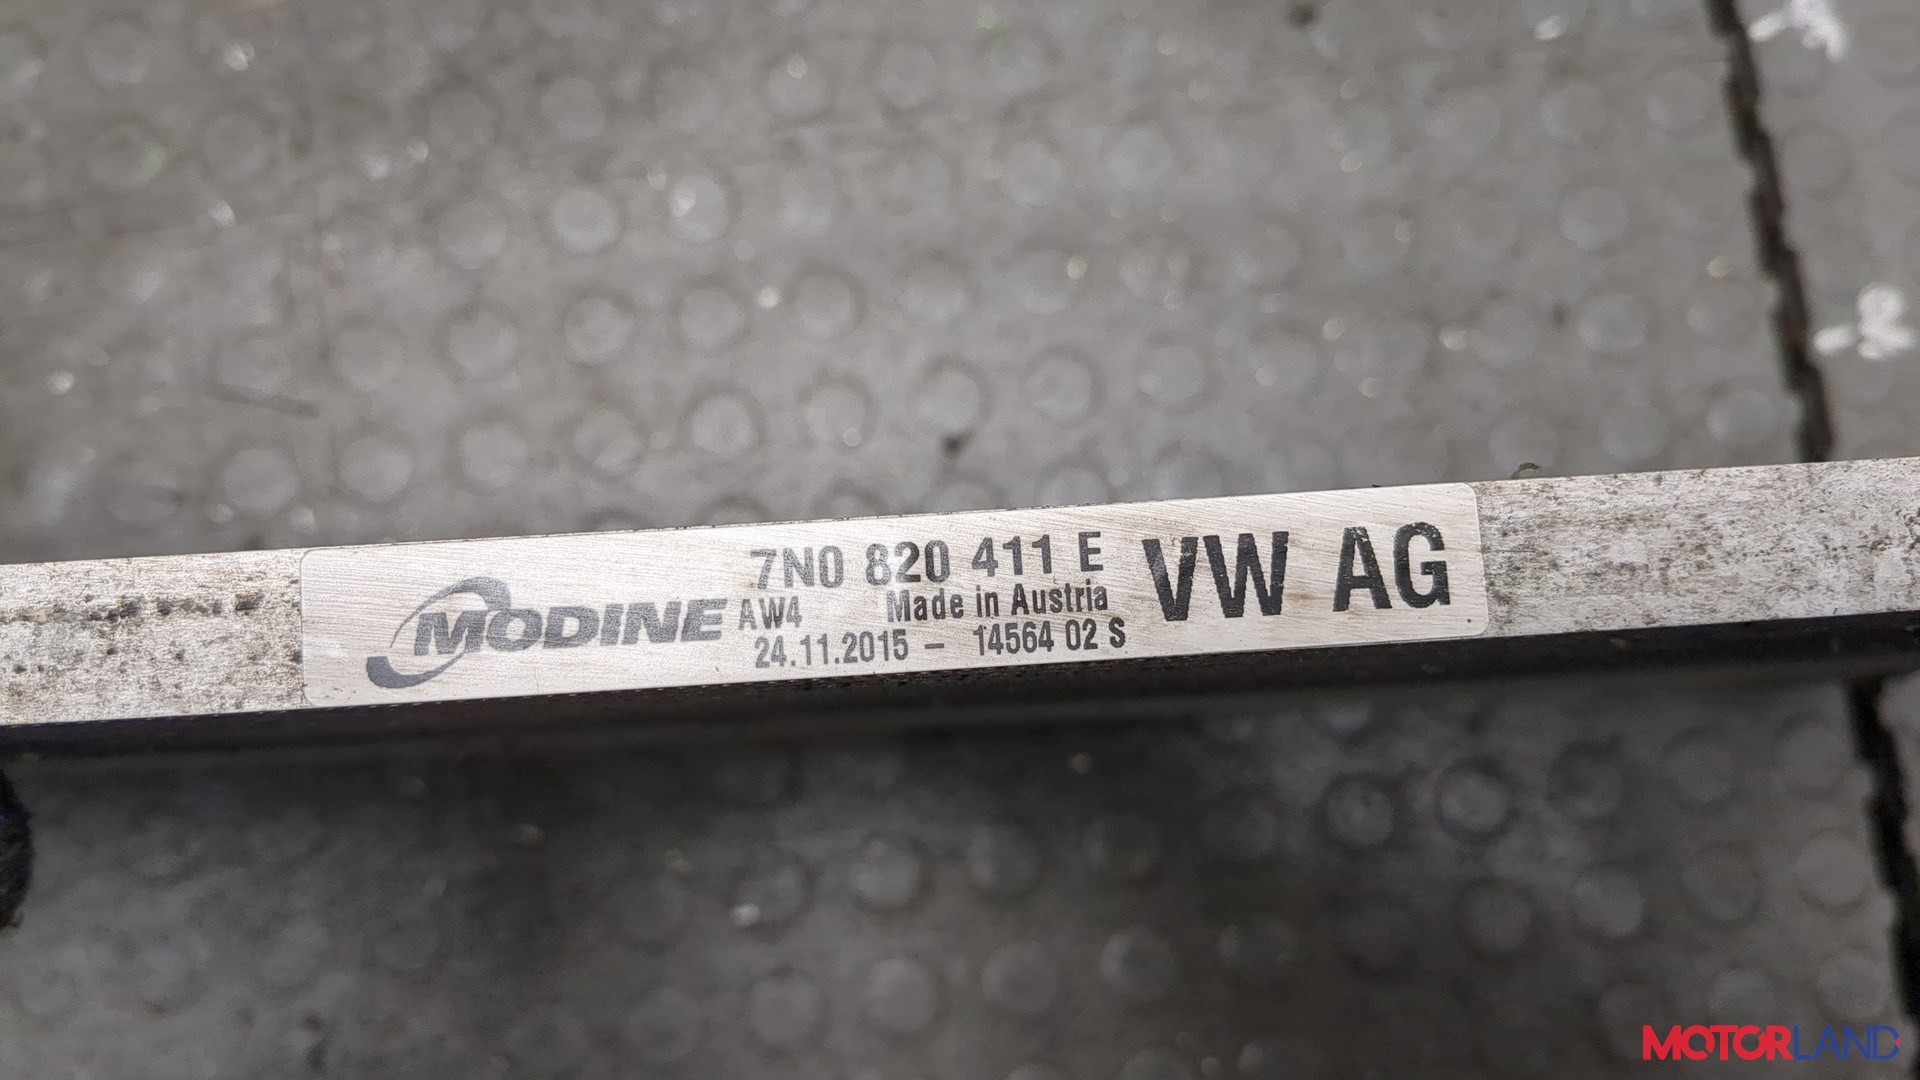 MODINE
7N0 820 411 E
AW4 Made in Austria
24.11.2015 - 14564 02 S
VW AG
MOTORLAND